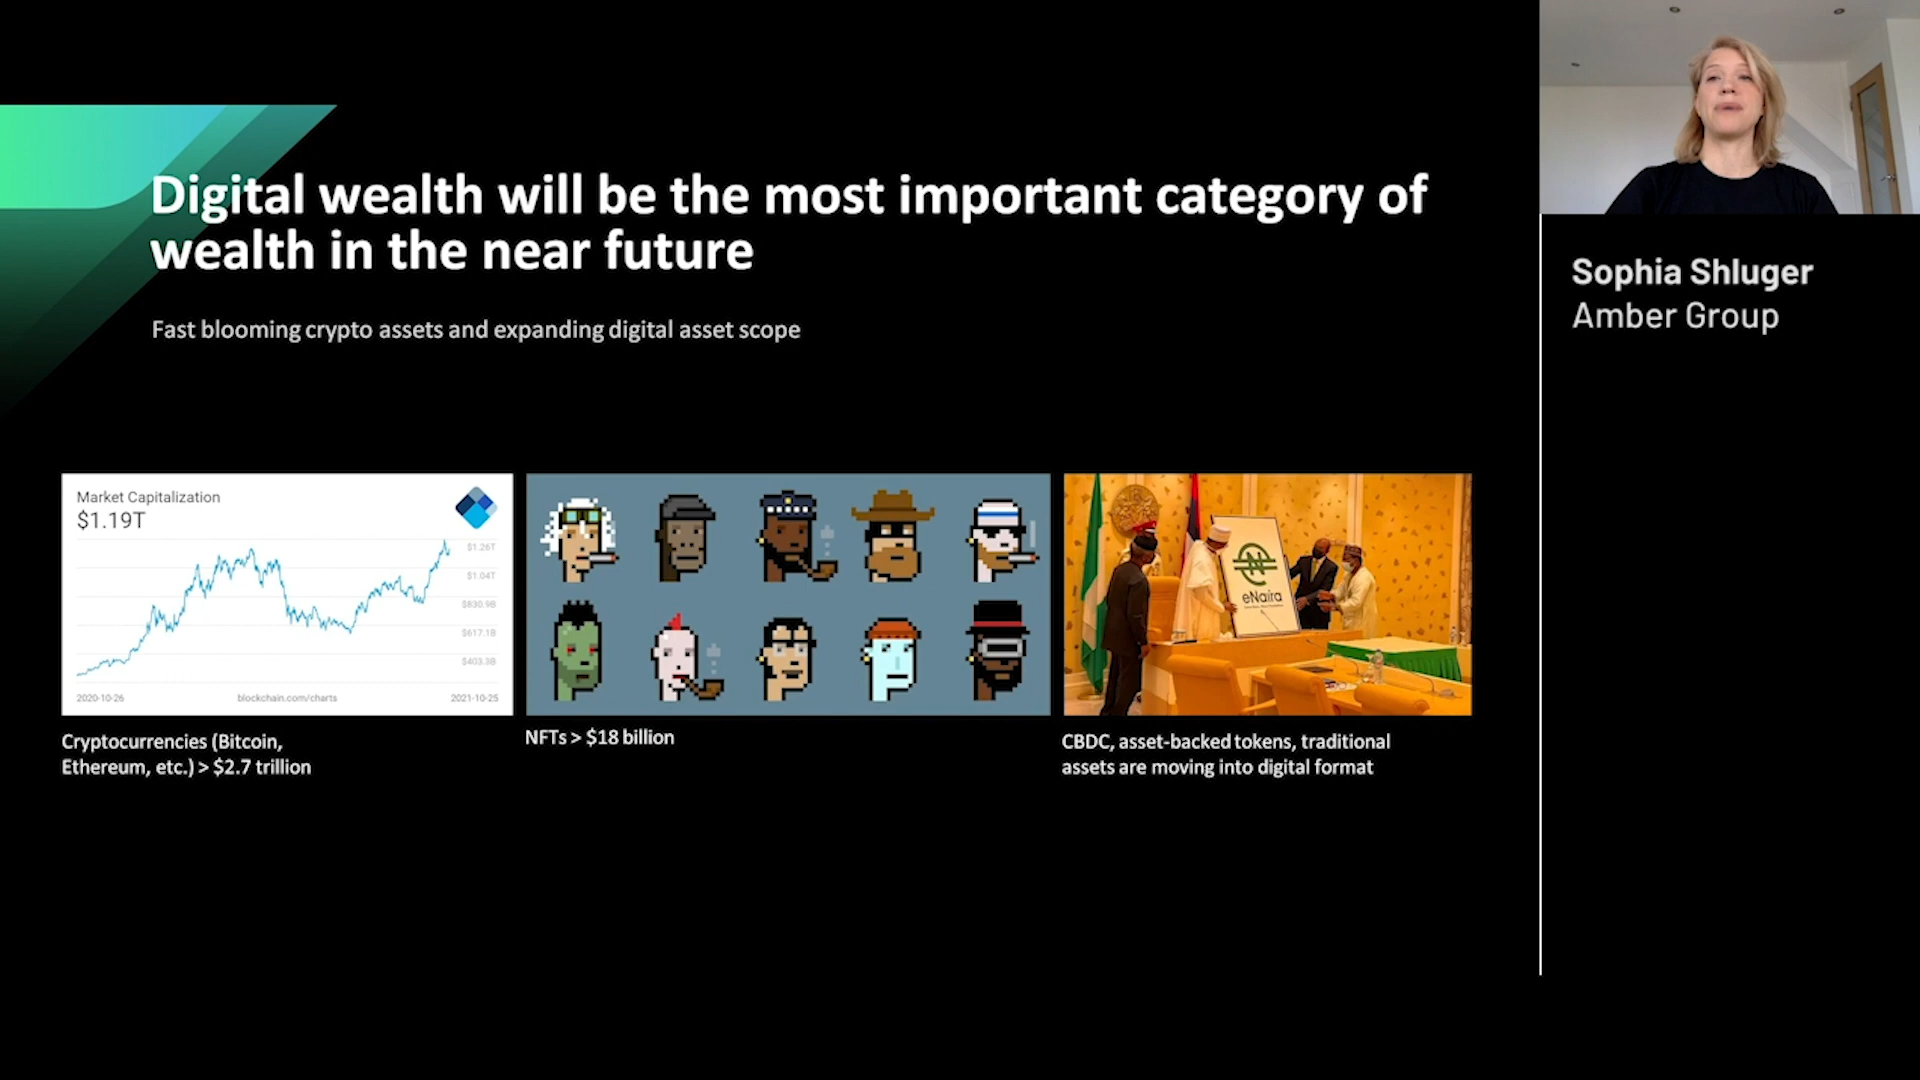 Digital wealth will be the most important category of
wealth in the near future
Fast blooming crypto assets and expanding digital asset scope
Market Capitalization
$1.19T
$1.26T
$1.04T
$830.9B
$617.1B
$403.3B
2020-10-26
blockchain.com/charts
2021-10-25
eNaira
Cryptocurrencies (Bitcoin,
Ethereum, etc.) > $2.7 trillion
NFTs > $18 billion
CBDC, asset-backed tokens, traditional
assets are moving into digital format
Sophia Shluger
Amber Group